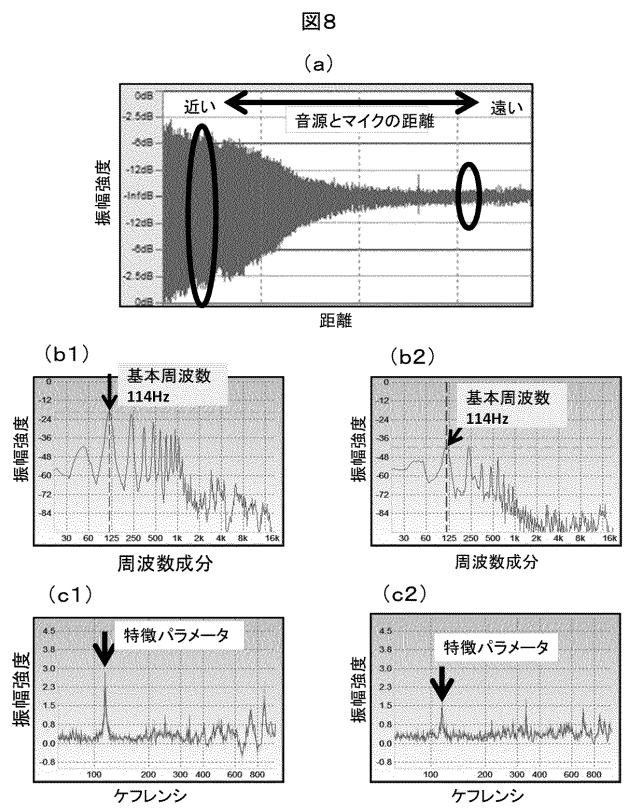 図8
(a)
0dB
近い
遠い
-2.5dB
音源とマイクの距離
-6dB
-12dB
-Infd'B
-12dB
-6dB
-2.5dB
0dB
振幅強度
距離
(b1)
基本周波数
114Hz
0
-12
-24
-36
-48
-60
-72
-84
振幅強度
30 60 125 250 500 1k 2k 4k 8k 16k
周波数成分
(b2)
基本周波数
114Hz
0
-12
-24
-36
-48
-60
-72
-84
振幅強度
30 60 125 250 500 1k 2k 4k 8k 16k
周波数成分
(c1)
特徴パラメータ
4.5
3.8
3.0
2.3
1.5
0.8
0.0
-0.8
振幅強度
100 200 300 400 600 800
ケフレンシ
(c2)
特徴パラメータ
4.5
3.8
3.0
2.3
1.5
0.8
0.0
-0.8
振幅強度
100 200 300 400 600 800
ケフレンシ